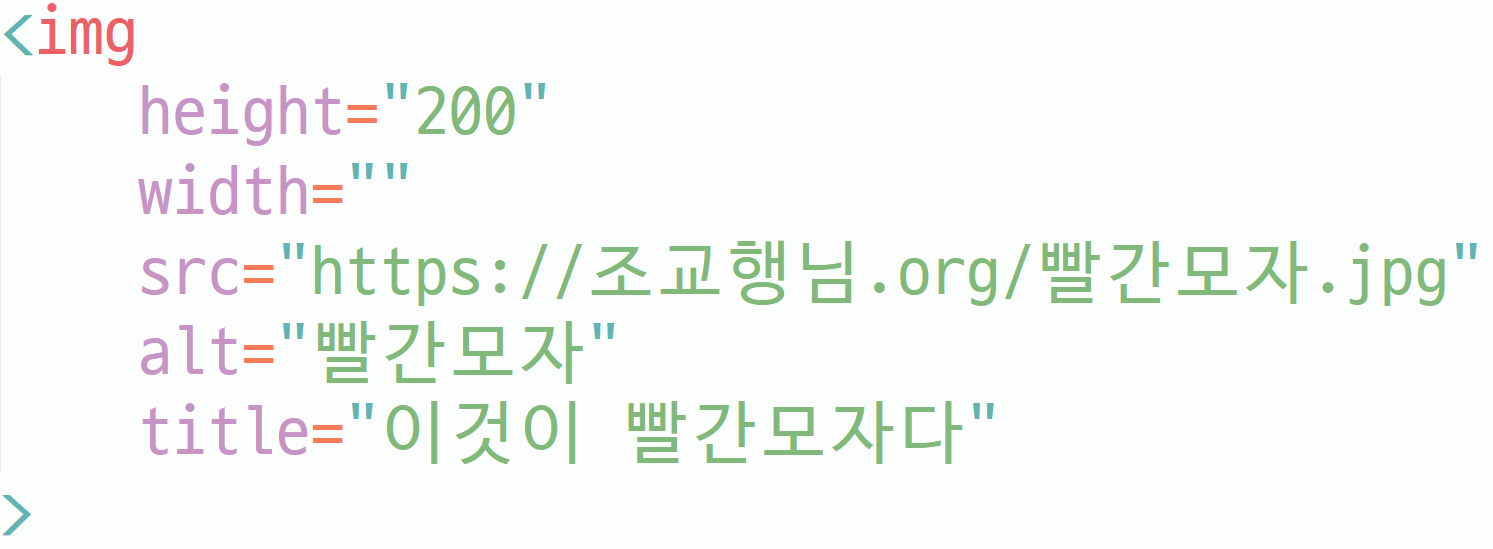 <img
height="200"
width=""
src="https://조교행님.org/빨간모자.jpg"
alt="빨간모자"
title="이것이 빨간모자다"
>